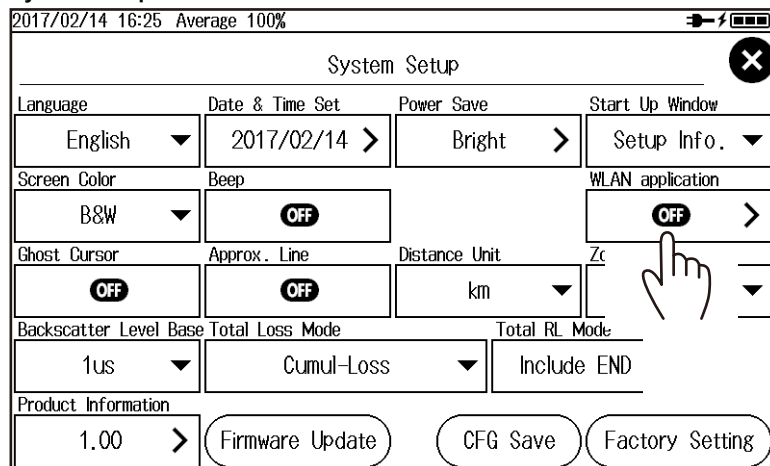 2017/02/14 16:25 Average 100%
System Setup
Language Date & Time Set Power Save Start Up Window
English 2017/02/14 Bright Setup Info.
Screen Color Beep WLAN application
B&W OFF OFF
Ghost Cursor Approx. Line Distance Unit
OFF OFF km
Backscatter Level Base Total Loss Mode Total RL Mode
1us Cumul-Loss Include END
Product Information
1.00 Firmware Update CFG Save Factory Setting